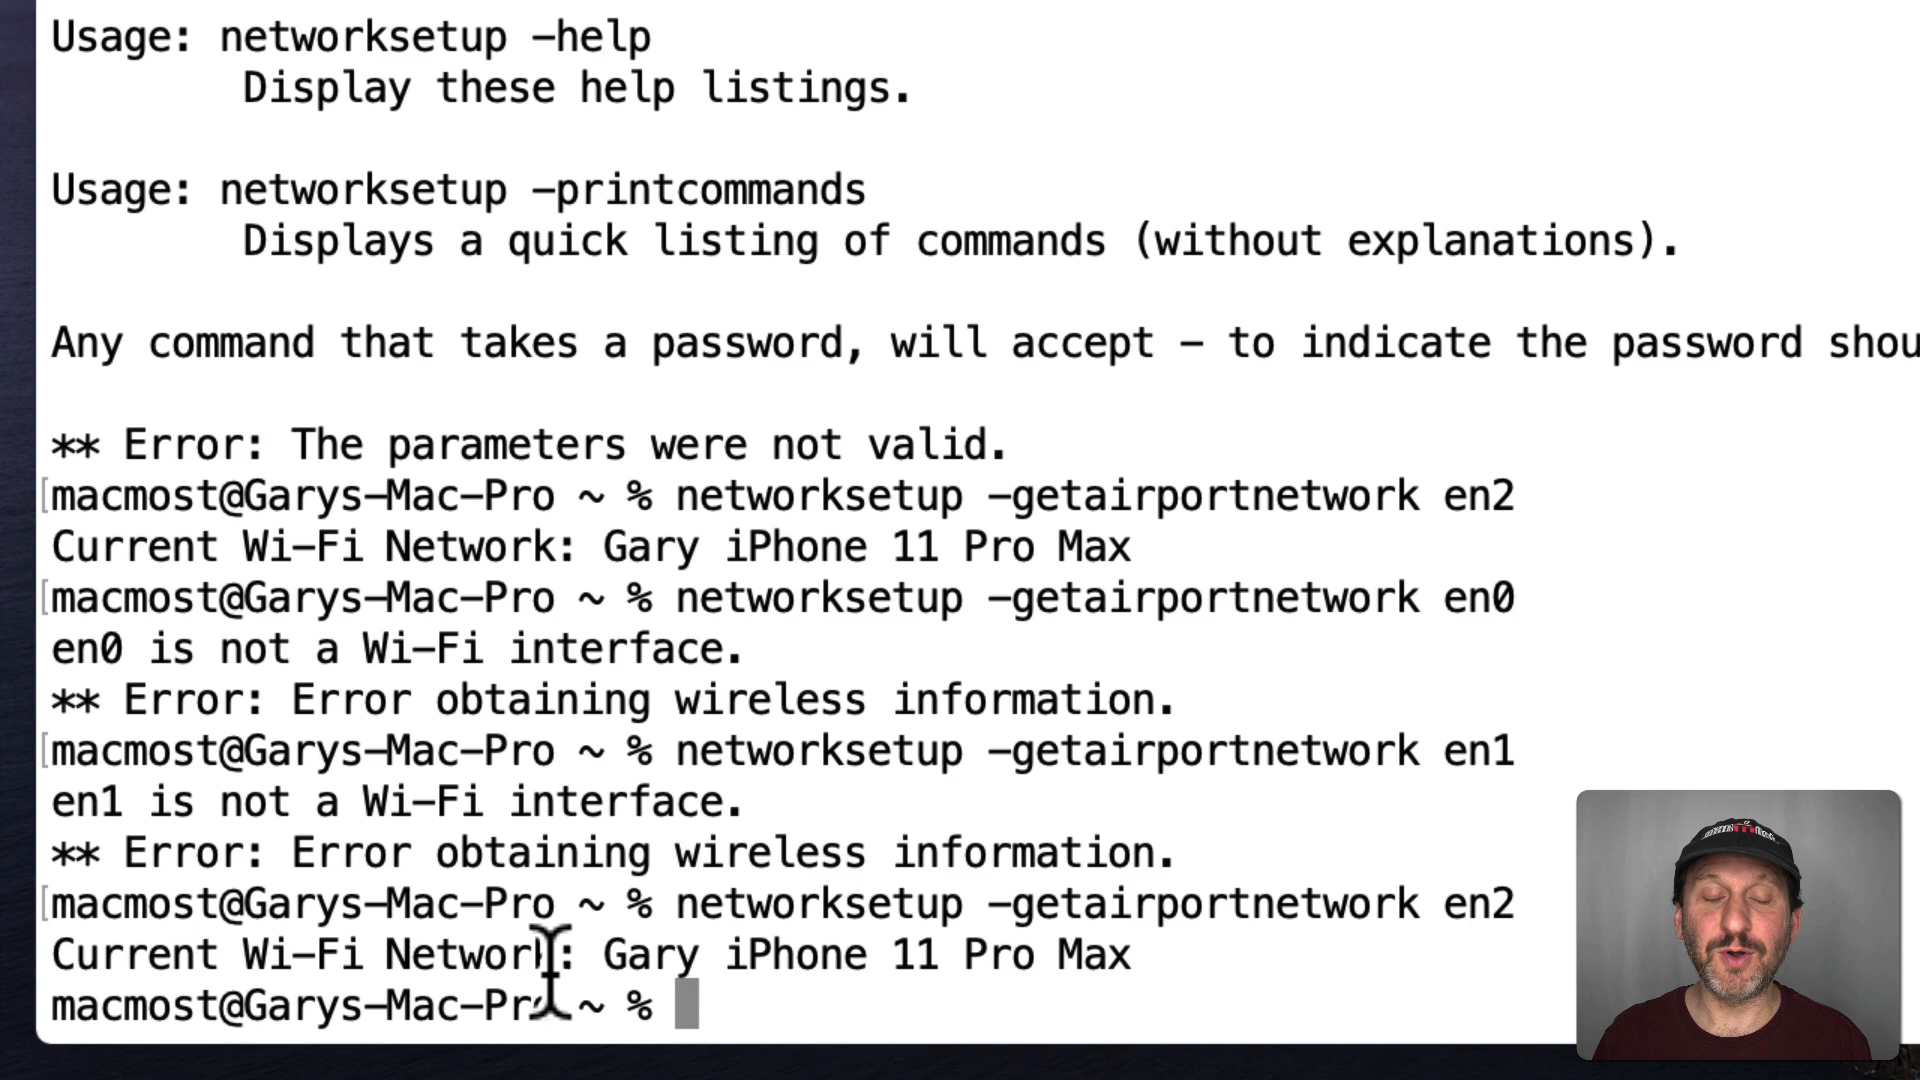 Usage: networksetup -help
Display these help listings.
Usage: networksetup -printcommands
Displays a quick listing of commands (without explanations).
Any command that takes a password, will accept - to indicate the password shou
** Error: The parameters were not valid.
[macmost@Garys-Mac-Pro ~ % networksetup -getairportnetwork en2
Current Wi-Fi Network: Gary iPhone 11 Pro Max
[macmost@Garys-Mac-Pro ~ % networksetup -getairportnetwork en0
en0 is not a Wi-Fi interface.
** Error: Error obtaining wireless information.
[macmost@Garys-Mac-Pro ~ % networksetup -getairportnetwork en1
en1 is not a Wi-Fi interface.
** Error: Error obtaining wireless information.
[macmost@Garys-Mac-Pro ~ % networksetup -getairportnetwork en2
Current Wi-Fi Network: Gary iPhone 11 Pro Max
macmost@Garys-Mac-Pro ~ %